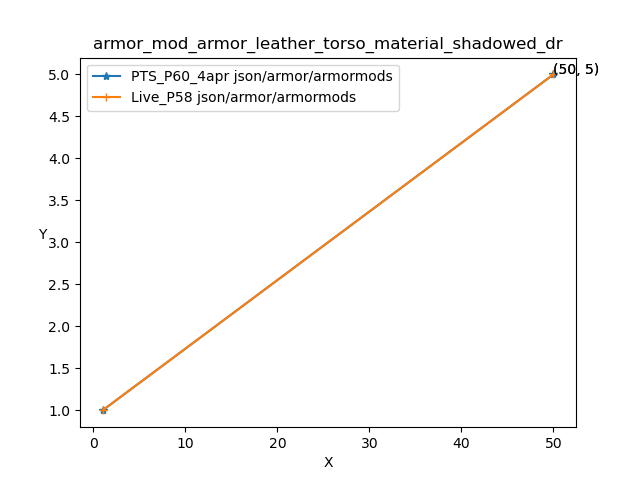 armor_mod_armor_leather_torso_material_shadowed_dr
PTS_P60_4apr json/armor/armormods
Live_P58 json/armor/armormods
(50, 5)
5.0
4.5
4.0
3.5
3.0
2.5
2.0
1.5
1.0
Y
0 10 20 30 40 50
X